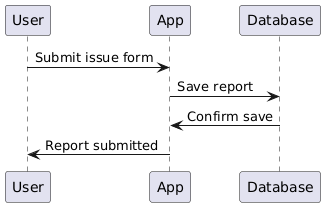 User
App
Database
Submit issue form
Save report
Confirm save
Report submitted
User
App
Database